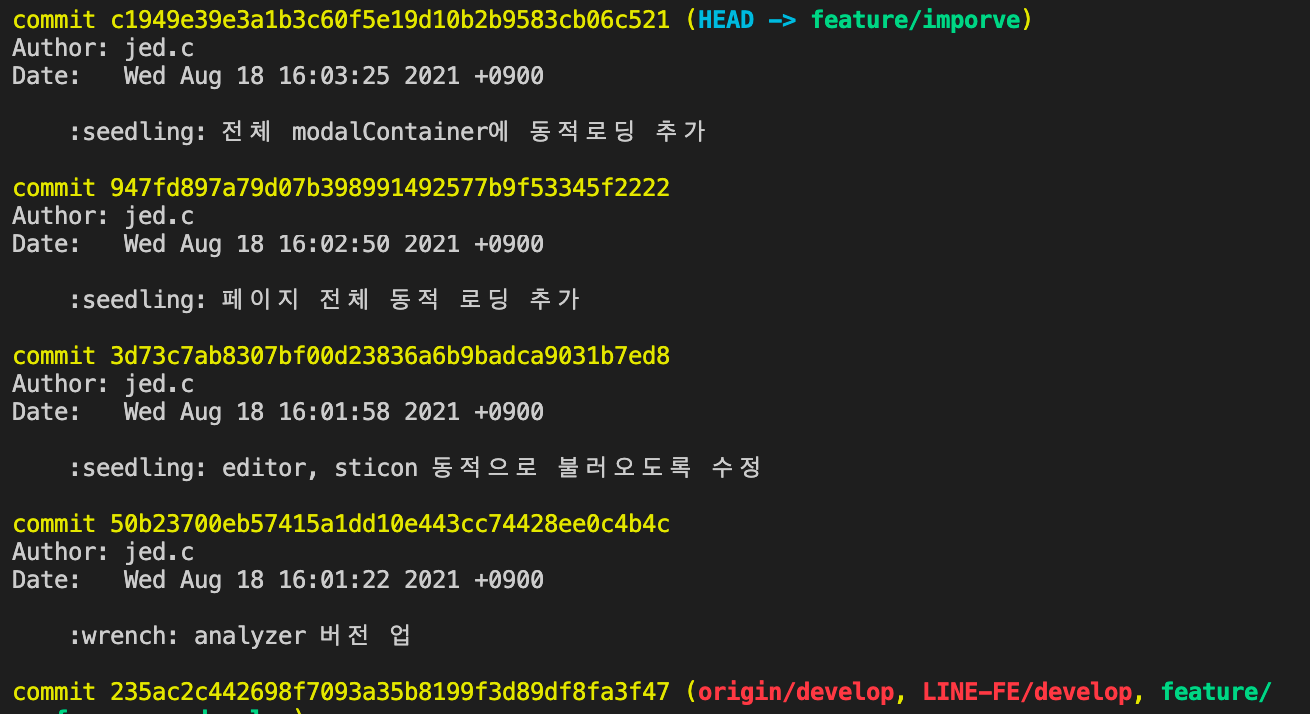 commit c1949e39e3a1b3c60f5e19d10b2b9583cb06c521 (HEAD -> feature/imporve)
Author: jed.c
Date:   Wed Aug 18 16:03:25 2021 +0900
:seedling: 전체 modalContainer에 동적로딩 추가
commit 947fd897a79d07b398991492577b9f53345f2222
Author: jed.c
Date:   Wed Aug 18 16:02:50 2021 +0900
:seedling: 페이지 전체 동적 로딩 추가
commit 3d73c7ab8307bf00d23836a6b9badca9031b7ed8
Author: jed.c
Date:   Wed Aug 18 16:01:58 2021 +0900
:seedling: editor, sticon 동적으로 불러오도록 수정
commit 50b23700eb57415a1dd10e443cc74428ee0c4b4c
Author: jed.c
Date:   Wed Aug 18 16:01:22 2021 +0900
:wrench: analyzer 버전 업
commit 235ac2c442698f7093a35b8199f3d89df8fa3f47 (origin/develop, LINE-FE/develop, feature/